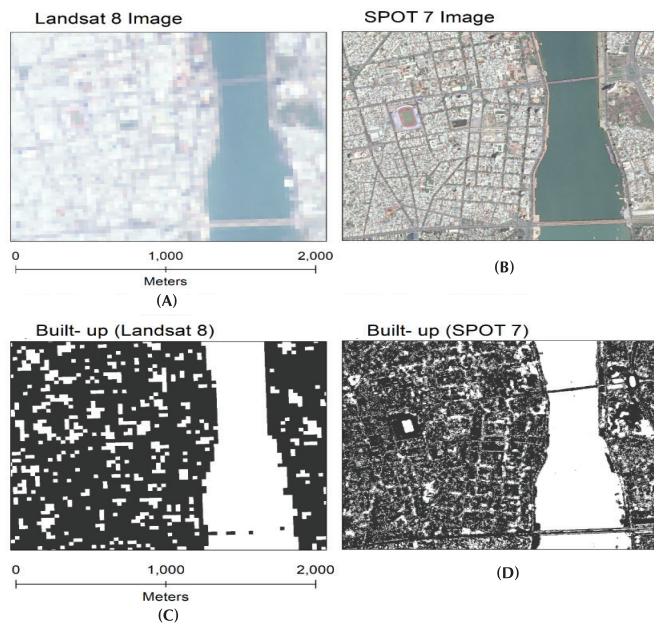 Landsat 8 Image
SPOT 7 Image
0 1,000 2,000
Meters
(A)
(B)
Built- up (Landsat 8)
Built- up (SPOT 7)
0 1,000 2,000
Meters
(C)
(D)